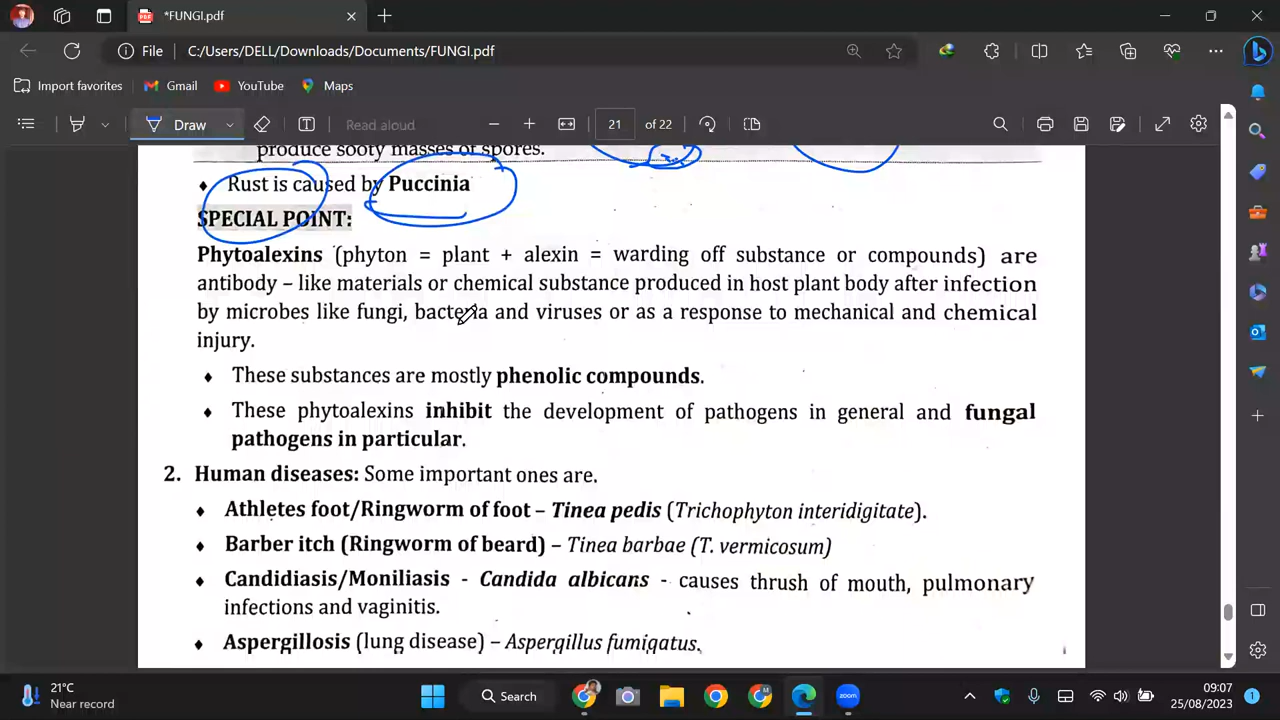 *FUNGI.pdf
File
C:/Users/DELL/Downloads/Documents/FUNGI.pdf
Import favorites
Gmail
YouTube
Maps
Draw
Read aloud
21
of 22
produce sooty masses of spores.
♦ Rust is caused by Puccinia
SPECIAL POINT:
Phytoalexins (phyton = plant + alexin = warding off substance or compounds) are
antibody – like materials or chemical substance produced in host plant body after infection
by microbes like fungi, bacteria and viruses or as a response to mechanical and chemical
injury.
♦ These substances are mostly phenolic compounds.
♦ These phytoalexins inhibit the development of pathogens in general and fungal
pathogens in particular.
2. Human diseases: Some important ones are.
♦ Athletes foot/Ringworm of foot – Tinea pedis (Trichophyton interidigitate).
♦ Barber itch (Ringworm of beard) – Tinea barbae (T. vermicosum)
♦ Candidiasis/Moniliasis - Candida albicans - causes thrush of mouth, pulmonary
infections and vaginitis.
♦ Aspergillosis (lung disease) – Aspergillus fumigatus.
21°C
Near record
Search
zoom
09:07
25/08/2023
1